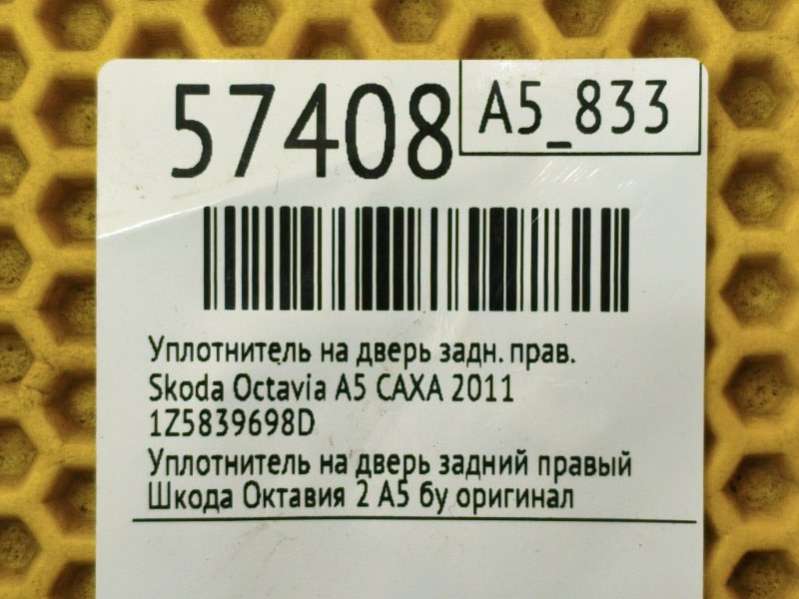 57408
A5_833
Уплотнитель на дверь задн. прав.
Skoda Octavia A5 CAXA 2011
1Z5839698D
Уплотнитель на дверь задний правый
Шкода Октавия 2 А5 бу оригинал